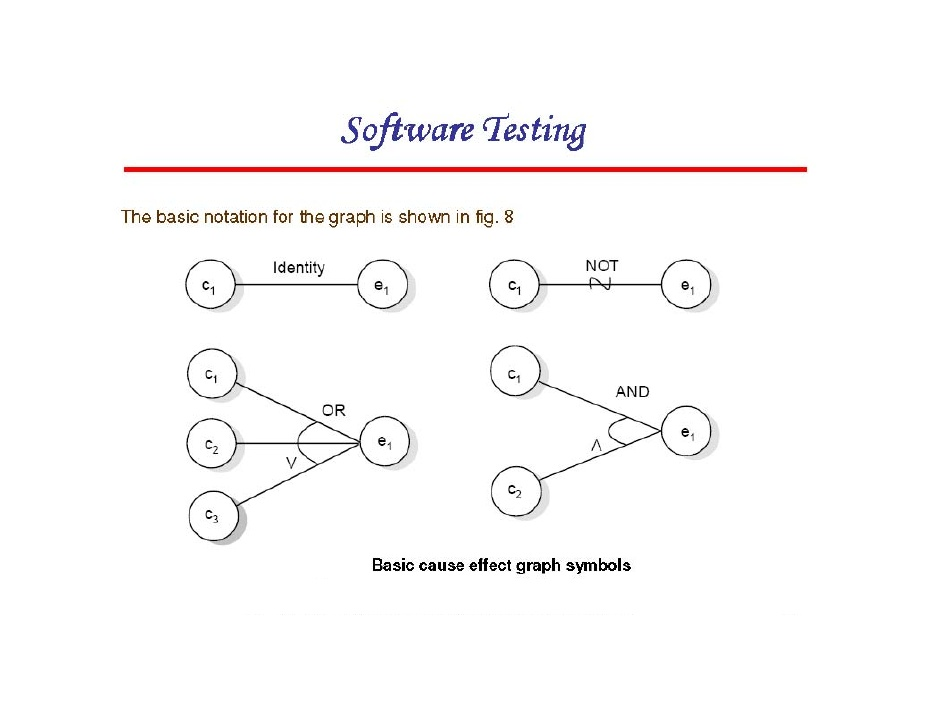 Software Testing
The basic notation for the graph is shown in fig. 8
Identity
c1
e1
NOT
c1
e1
c1
c2
c3
OR
V
e1
c1
c2
AND
Λ
e1
Basic cause effect graph symbols